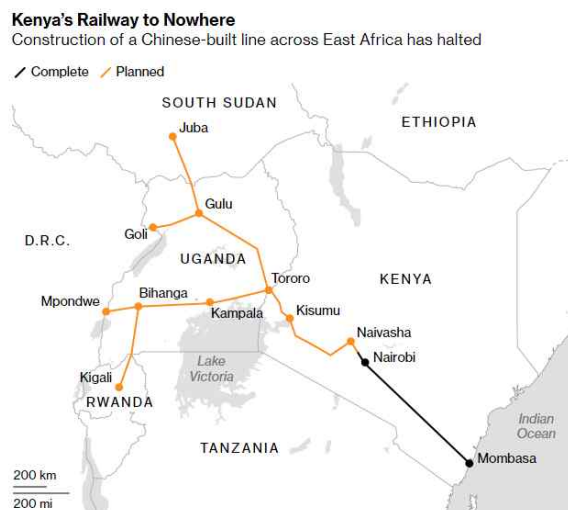 Kenya's Railway to Nowhere
Construction of a Chinese-built line across East Africa has halted
Complete
Planned
SOUTH SUDAN
Juba
ETHIOPIA
Gulu
Goli
D.R.C.
UGANDA
Tororo
KENYA
Mpondwe
Bihanga
Kampala
Kisumu
Naivasha
Nairobi
Lake
Victoria
Kigali
RWANDA
Indian
Ocean
TANZANIA
Mombasa
200 km
200 mi